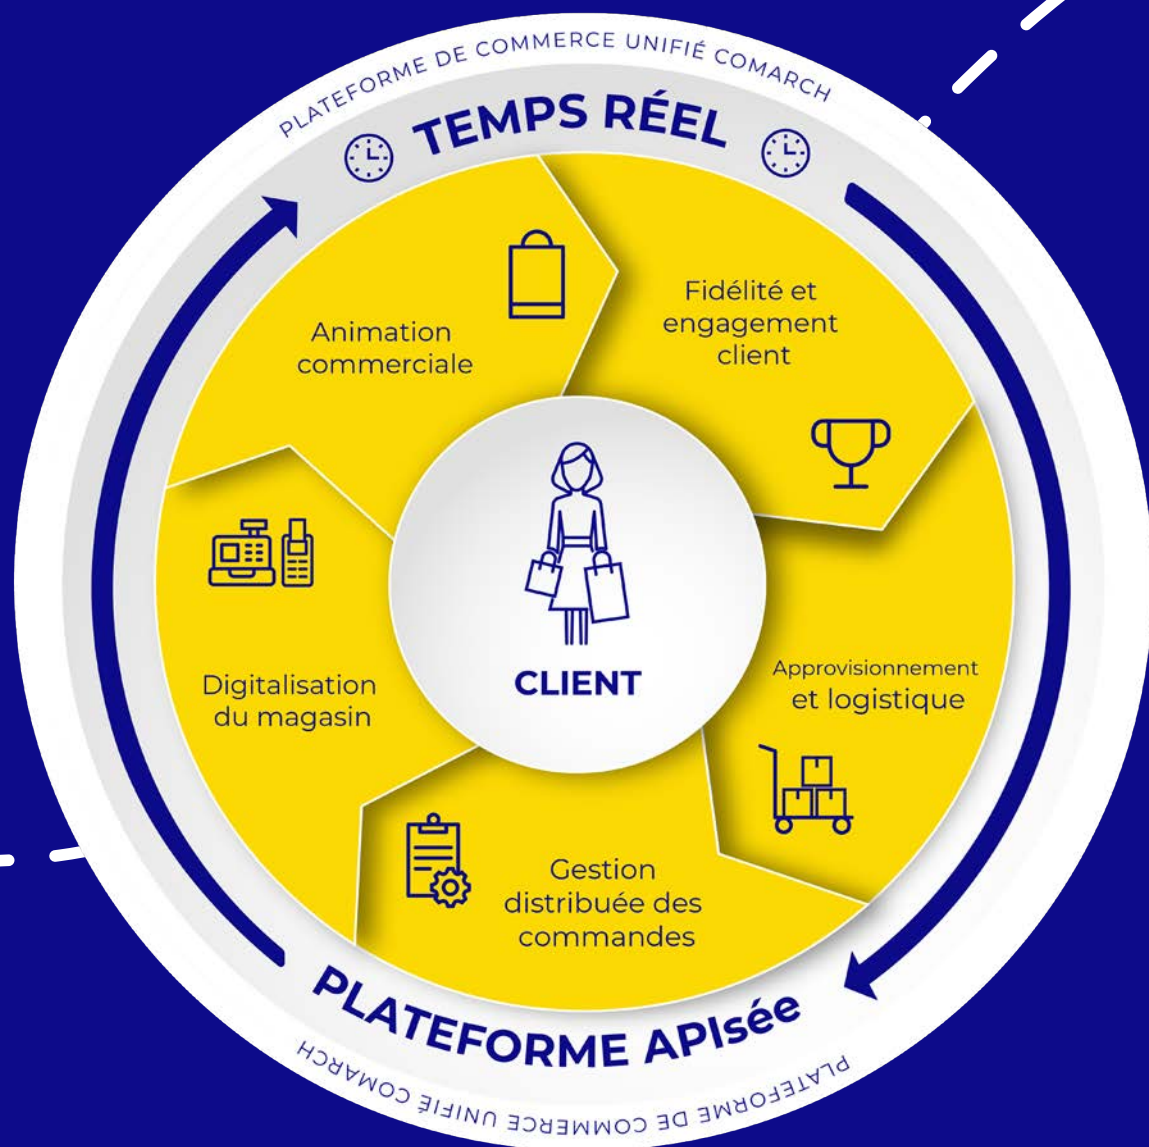 PLATEFORME DE COMMERCE UNIFIÉ COMARCH
TEMPS RÉEL
Animation
commerciale
Fidélité et
engagement
client
CLIENT
Approvisionnement
et logistique
Digitalisation
du magasin
Gestion
distribuée des
commandes
PLATEFORME APIsée
PLATEFORME DE COMMERCE UNIFIÉ COMARCH